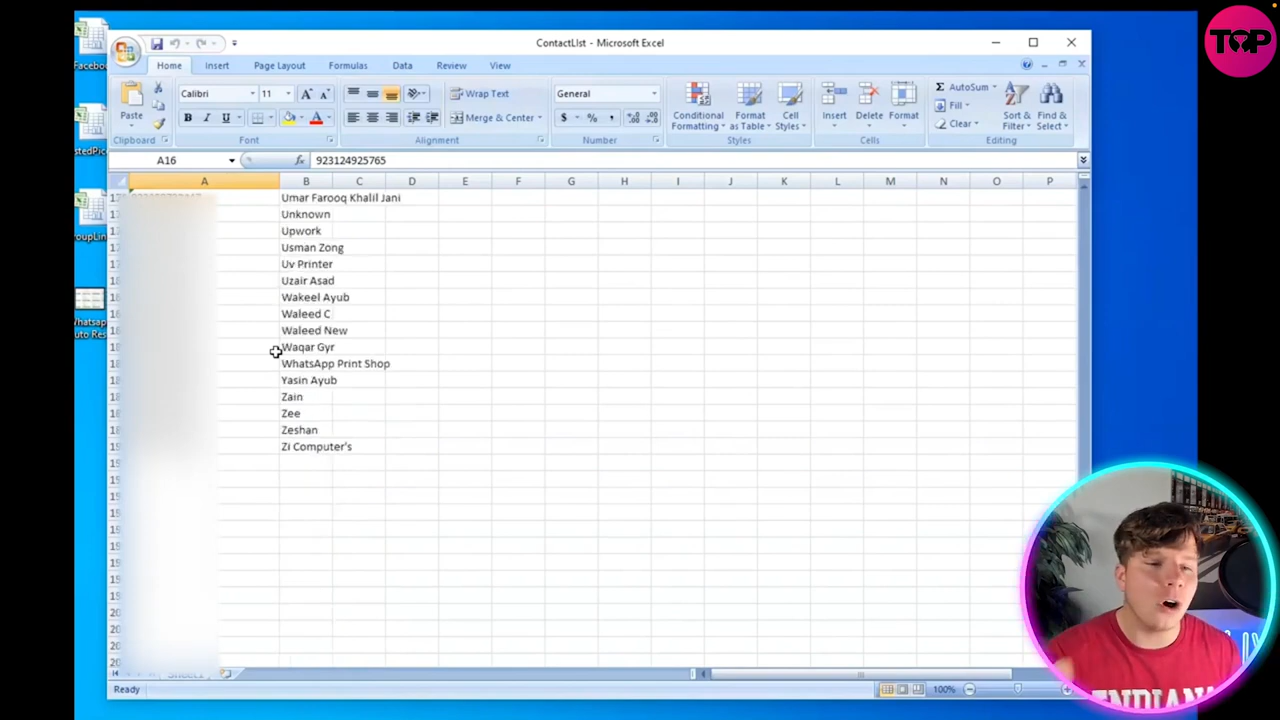 TOP
ContactList - Microsoft Excel
Home Insert Page Layout Formulas Data Review View
Calibri 11
Wrap Text
General
Paste
B I U
Merge & Center
$ % ,
Conditional Formatting
Format as Table
Cell Styles
Insert Delete Format
Σ AutoSum
Fill
Clear
Sort & Filter
Find & Select
Clipboard Font Alignment Number Styles Cells Editing
A16 fx 923124925765
A B C D E F G H I J K L M N O P
Umar Farooq Khalil Jani
Unknown
Upwork
Usman Zong
Uv Printer
Uzair Asad
Wakeel Ayub
Waleed C
Waleed New
Waqar Gyr
WhatsApp Print Shop
Yasin Ayub
Zain
Zee
Zeshan
Zi Computer's
Ready 100%
INDIANA